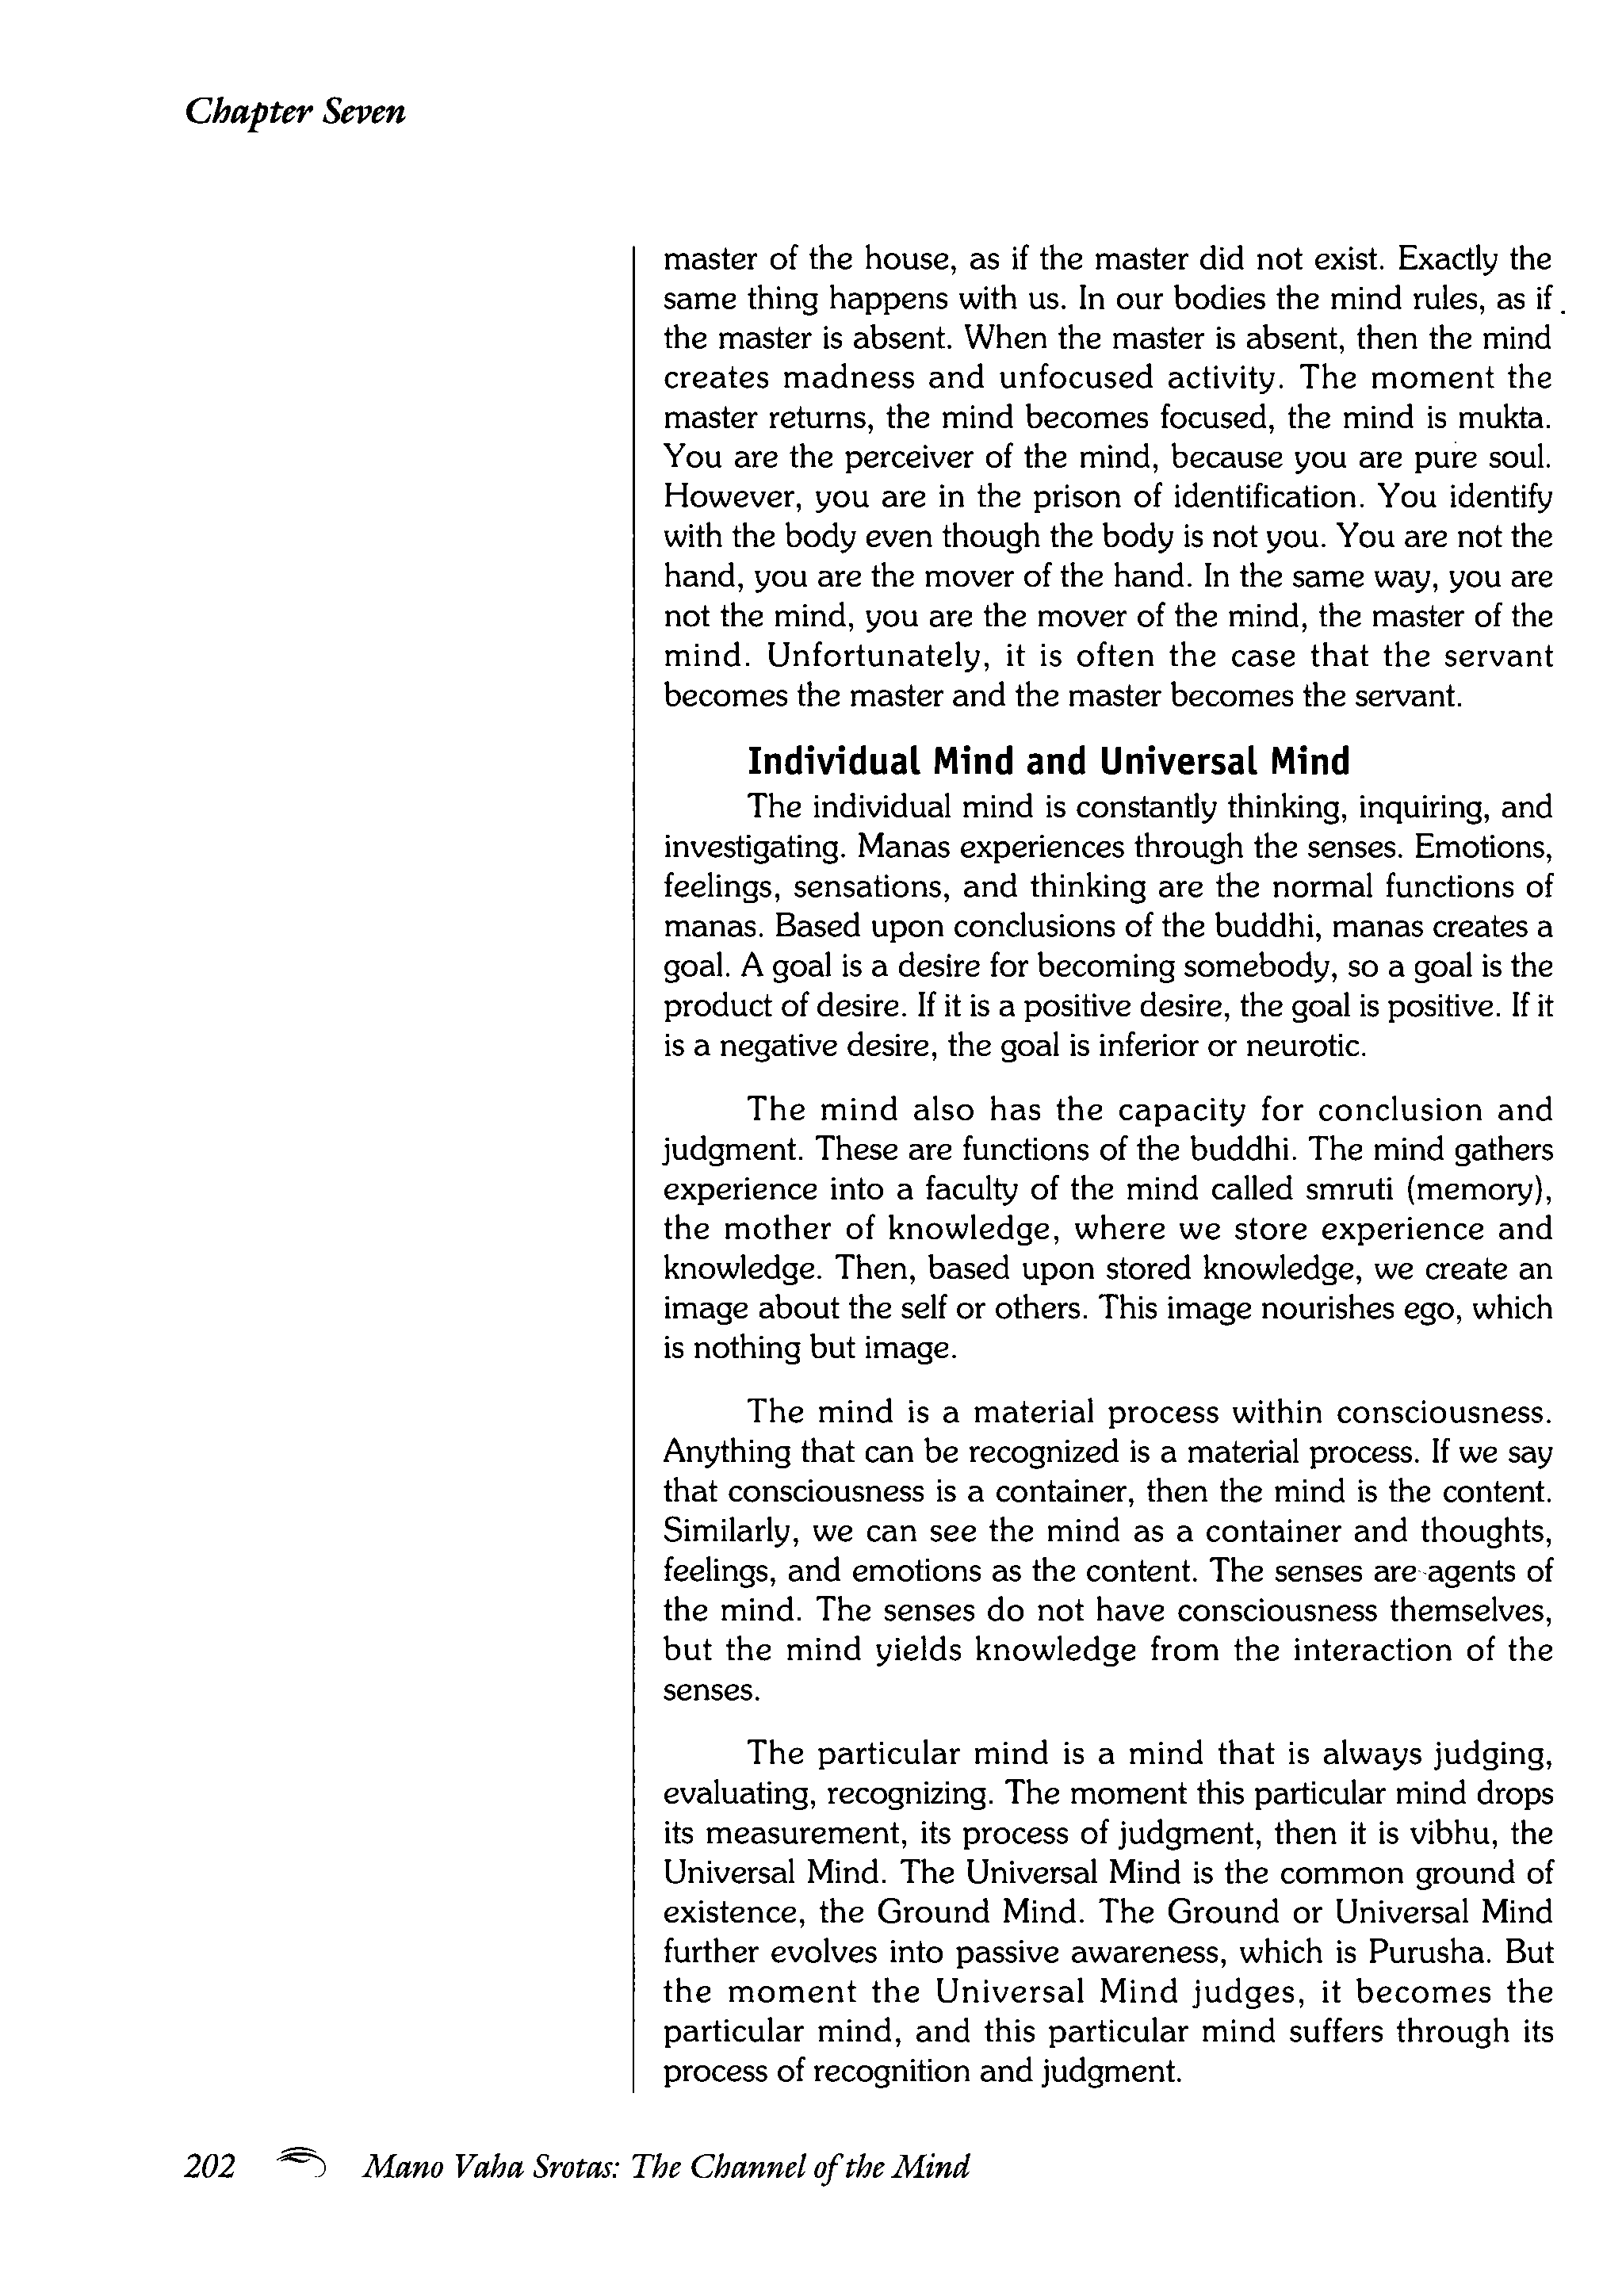 Chapter Seven
master of the house, as if the master did not exist. Exactly the
same thing happens with us. In our bodies the mind rules, as if
the master is absent. When the master is absent, then the mind
creates madness and unfocused activity. The moment the
master returns, the mind becomes focused, the mind is mukta.
You are the perceiver of the mind, because you are pure soul.
However, you are in the prison of identification. You identify
with the body even though the body is not you. You are not the
hand, you are the mover of the hand. In the same way, you are
not the mind, you are the mover of the mind, the master of the
mind. Unfortunately, it is often the case that the servant
becomes the master and the master becomes the servant.
Individual Mind and Universal Mind
The individual mind is constantly thinking, inquiring, and
investigating. Manas experiences through the senses. Emotions,
feelings, sensations, and thinking are the normal functions of
manas. Based upon conclusions of the buddhi, manas creates a
goal. A goal is a desire for becoming somebody, so a goal is the
product of desire. If it is a positive desire, the goal is positive. If it
is a negative desire, the goal is inferior or neurotic.
The mind also has the capacity for conclusion and
judgment. These are functions of the buddhi. The mind gathers
experience into a faculty of the mind called smruti (memory),
the mother of knowledge, where we store experience and
knowledge. Then, based upon stored knowledge, we create an
image about the self or others. This image nourishes ego, which
is nothing but image.
The mind is a material process within consciousness.
Anything that can be recognized is a material process. If we say
that consciousness is a container, then the mind is the content.
Similarly, we can see the mind as a container and thoughts,
feelings, and emotions as the content. The senses are agents of
the mind. The senses do not have consciousness themselves,
but the mind yields knowledge from the interaction of the
senses.
The particular mind is a mind that is always judging,
evaluating, recognizing. The moment this particular mind drops
its measurement, its process of judgment, then it is vibhu, the
Universal Mind. The Universal Mind is the common ground of
existence, the Ground Mind. The Ground or Universal Mind
further evolves into passive awareness, which is Purusha. But
the moment the Universal Mind judges, it becomes the
particular mind, and this particular mind suffers through its
process of recognition and judgment.
202 Mano Vaha Srotas: The Channel of the Mind